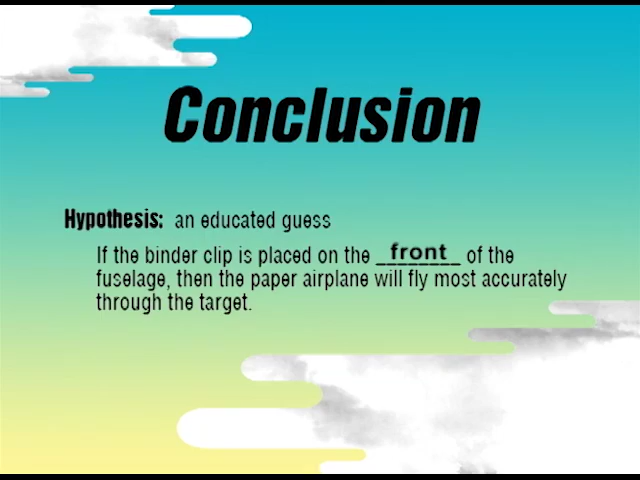 Conclusion
Hypothesis: an educated guess
If the binder clip is placed on the front of the
fuselage, then the paper airplane will fly most accurately
through the target.